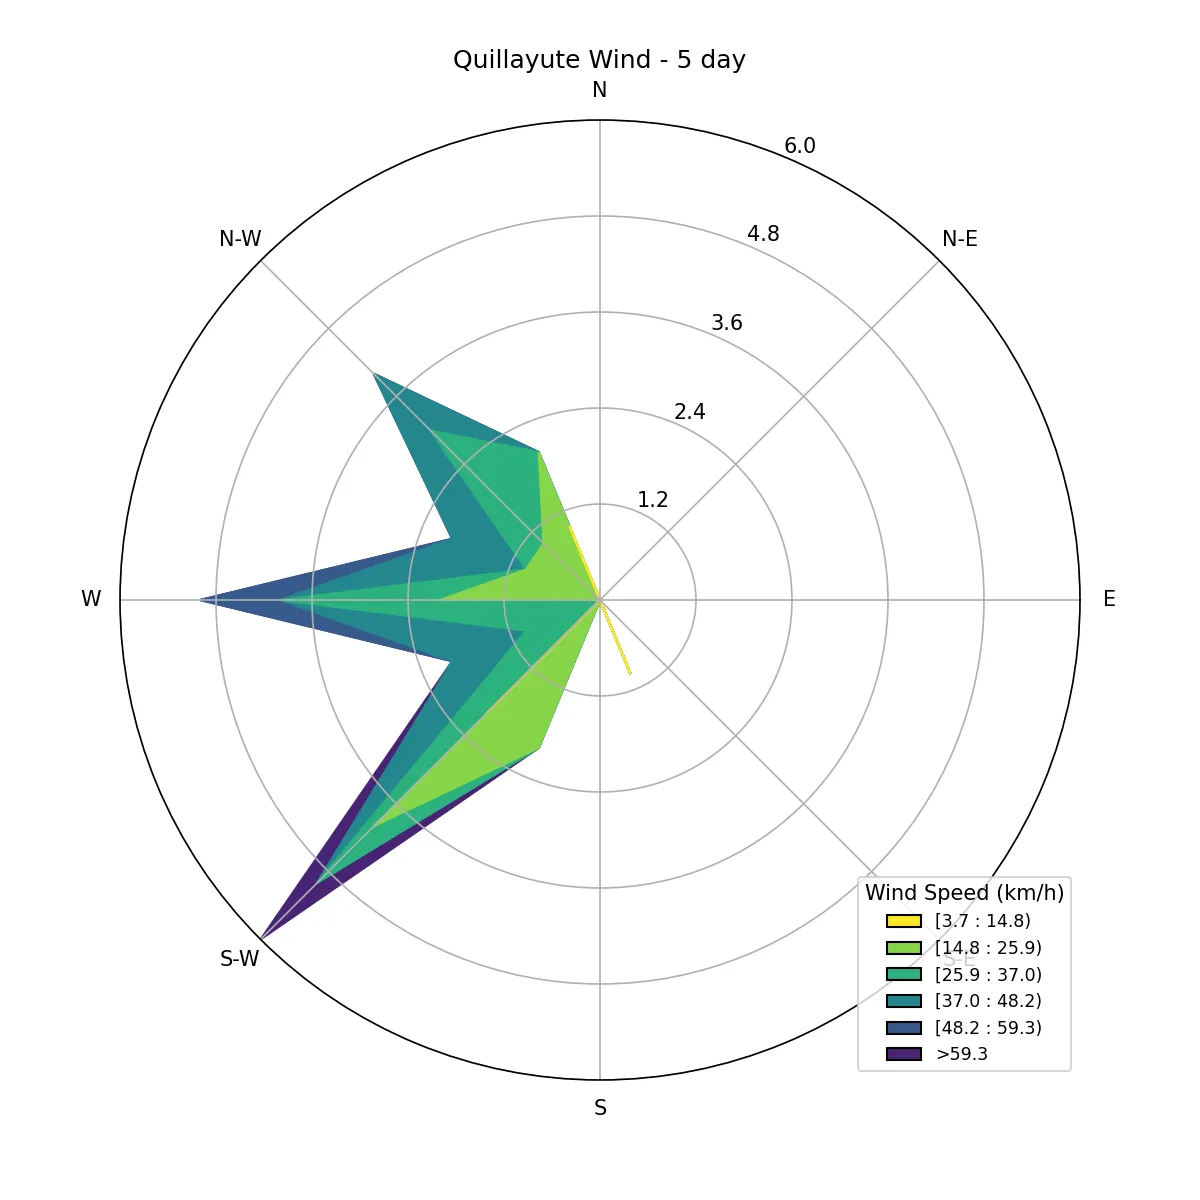 Quillayute Wind - 5 day
N
6.0
N-W
4.8
N-E
3.6
2.4
1.2
W
E
S-W
S-E
S
Wind Speed (km/h)
[3.7 : 14.8)
[14.8 : 25.9)
[25.9 : 37.0)
[37.0 : 48.2)
[48.2 : 59.3)
>59.3